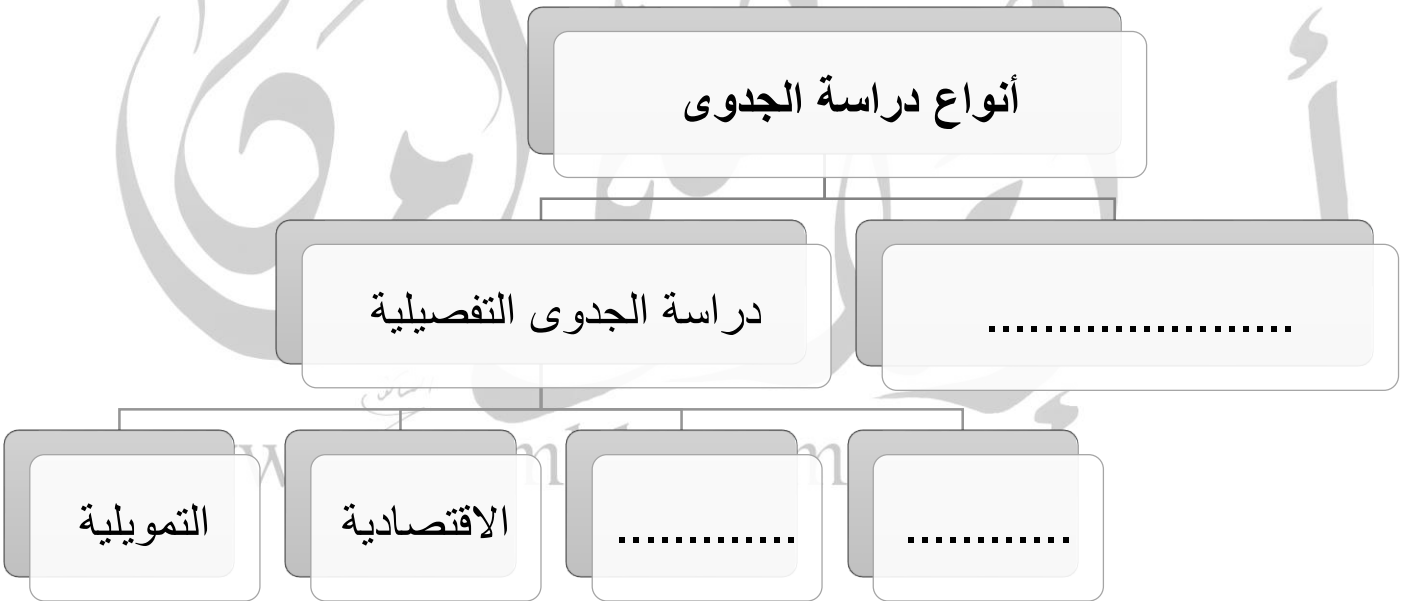 أنواع دراسة الجدوى
.....................
دراسة الجدوى التفصيلية
............
.............
الاقتصادية
التمويلية